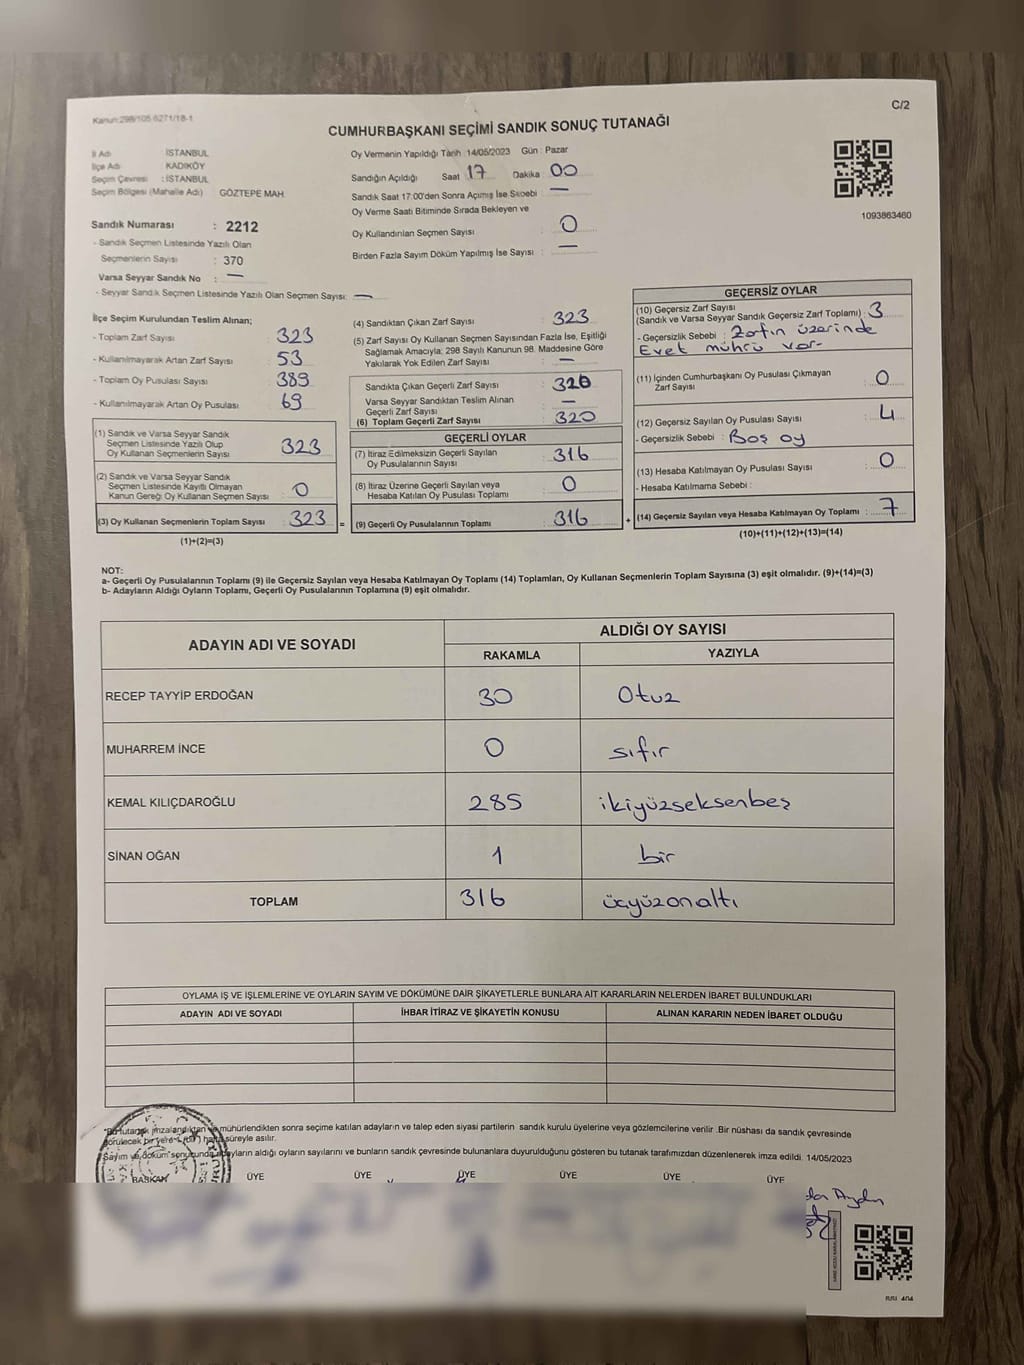 Kanun:298/105.6271/18-1
C/2
CUMHURBAŞKANI SEÇİMİ SANDIK SONUÇ TUTANAĞI
İl Adı : İSTANBUL
İlçe Adı : KADIKÖY
Seçim Çevresi : İSTANBUL
Seçim Bölgesi (Mahalle Adı) GÖZTEPE MAH.
Sandık Numarası : 2212
- Sandık Seçmen Listesinde Yazılı Olan
Seçmenlerin Sayısı : 370
Varsa Seyyar Sandık No : —
- Seyyar Sandık Seçmen Listesinde Yazılı Olan Seçmen Sayısı: —
Oy Vermenin Yapıldığı Tarih :14/05/2023 Gün : Pazar
Sandığın Açıldığı Saat 17 Dakika 00
Sandık Saat 17:00'den Sonra Açımış İse Sbebi —
Oy Verme Saati Bitiminde Sırada Bekleyen ve
Oy Kullandırılan Seçmen Sayısı : 0
Birden Fazla Sayım Döküm Yapılmış İse Sayısı : —
1093863460
İlçe Seçim Kurulundan Teslim Alınan;
- Toplam Zarf Sayısı : 323
- Kullanılmayarak Artan Zarf Sayısı : 53
- Toplam Oy Pusulası Sayısı : 389
- Kullanılmayarak Artan Oy Pusulası : 69
(1) Sandık ve Varsa Seyyar Sandık
Seçmen Listesinde Yazılı Olup
Oy Kullanan Seçmenlerin Sayısı : 323
(2) Sandık ve Varsa Seyyar Sandık
Seçmen Listesinde Kayıtlı Olmayan
Kanun Gereği Oy Kullanan Seçmen Sayısı : 0
(3) Oy Kullanan Seçmenlerin Toplam Sayısı : 323 =
(1)+(2)=(3)
(4) Sandıktan Çıkan Zarf Sayısı : 323
(5) Zarf Sayısı Oy Kullanan Seçmen Sayısından Fazla İse, Eşitliği
Sağlamak Amacıyla; 298 Sayılı Kanunun 98. Maddesine Göre
Yakılarak Yok Edilen Zarf Sayısı : —
Sandıkta Çıkan Geçerli Zarf Sayısı : 320
Varsa Seyyar Sandıktan Teslim Alınan
Geçerli Zarf Sayısı : —
(6) Toplam Geçerli Zarf Sayısı : 320
GEÇERLİ OYLAR
(7) İtiraz Edilmeksizin Geçerli Sayılan
Oy Pusulalarının Sayısı : 316
(8) İtiraz Üzerine Geçerli Sayılan veya
Hesaba Katılan Oy Pusulası Toplamı : 0
(9) Geçerli Oy Pusulalarının Toplamı : 316 +
GEÇERSİZ OYLAR
(10) Geçersiz Zarf Sayısı
(Sandık ve Varsa Seyyar Sandık Geçersiz Zarf Toplamı) : 3
- Geçersizlik Sebebi : Zarfın üzerinde
Evet mührü var.
(11) İçinden Cumhurbaşkanı Oy Pusulası Çıkmayan
Zarf Sayısı : 0
(12) Geçersiz Sayılan Oy Pusulası Sayısı : 4
- Geçersizlik Sebebi : Boş oy
(13) Hesaba Katılmayan Oy Pusulası Sayısı : 0
- Hesaba Katılmama Sebebi :
(14) Geçersiz Sayılan veya Hesaba Katılmayan Oy Toplamı : 7
(10)+(11)+(12)+(13)=(14)
NOT:
a- Geçerli Oy Pusulalarının Toplamı (9) ile Geçersiz Sayılan veya Hesaba Katılmayan Oy Toplamı (14) Toplamları, Oy Kullanan Seçmenlerin Toplam Sayısına (3) eşit olmalıdır. (9)+(14)=(3)
b- Adayların Aldığı Oyların Toplamı, Geçerli Oy Pusulalarının Toplamına (9) eşit olmalıdır.
ADAYIN ADI VE SOYADI ALDIĞI OY SAYISI
RAKAMLA YAZIYLA
RECEP TAYYİP ERDOĞAN 30 Otuz
MUHARREM İNCE 0 sıfır
KEMAL KILIÇDAROĞLU 285 ikiyüzseksenbeş
SİNAN OĞAN 1 bir
TOPLAM 316 üçyüzonaltı
OYLAMA İŞ VE İŞLEMLERİNE VE OYLARIN SAYIM VE DÖKÜMÜNE DAİR ŞİKAYETLERLE BUNLARA AİT KARARLARIN NELERDEN İBARET BULUNDUKLARI
ADAYIN ADI VE SOYADI İHBAR İTİRAZ VE ŞİKAYETİN KONUSU ALINAN KARARIN NEDEN İBARET OLDUĞU
*Bu tutanak imzalandıktan ve mühürlendikten sonra seçime katılan adayların ve talep eden siyasi partilerin sandık kurulu üyelerine veya gözlemcilerine verilir .Bir nüshası da sandık çevresinde
görülecek bir yere süreyle asılır.
Sayım ve döküm sonucunda adayların aldığı oyların sayılarını ve bunların sandık çevresinde bulunanlara duyurulduğunu gösteren bu tutanak tarafımızdan düzenlenerek imza edildi. 14/05/2023
BAŞKAN ÜYE ÜYE ÜYE ÜYE ÜYE ÜYE
Aydın